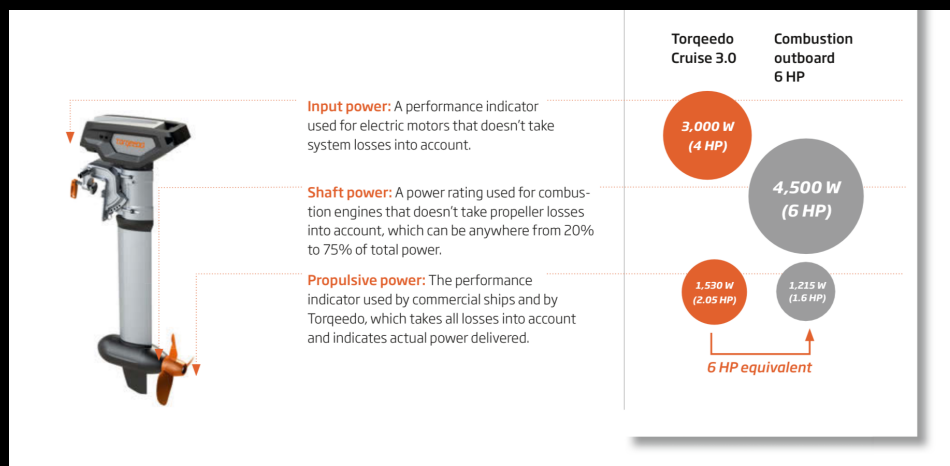 torqeedo
Input power: A performance indicator
used for electric motors that doesn't take
system losses into account.
Shaft power: A power rating used for combus-
tion engines that doesn't take propeller losses
into account, which can be anywhere from 20%
to 75% of total power.
Propulsive power: The performance
indicator used by commercial ships and by
Torqeedo, which takes all losses into account
and indicates actual power delivered.
Torqeedo
Cruise 3.0
Combustion
outboard
6 HP
3,000 W
(4 HP)
4,500 W
(6 HP)
1,530 W
(2.05 HP)
1,215 W
(1.6 HP)
6 HP equivalent